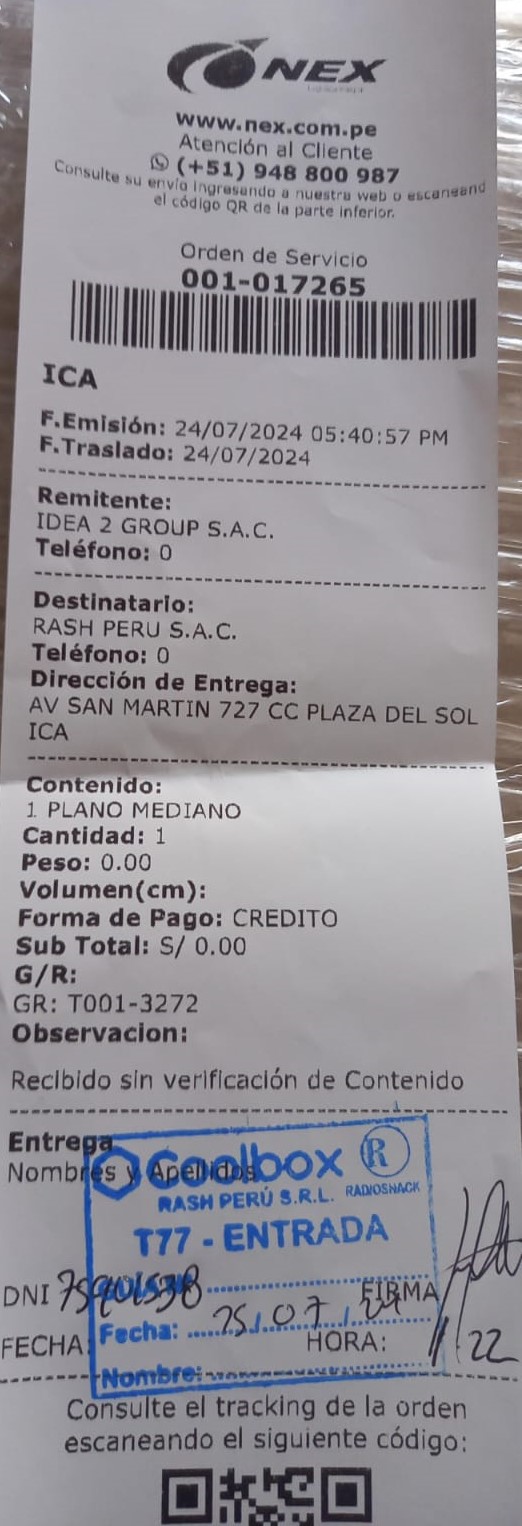 NEX
www.nex.com.pe
Atención al Cliente
(+51) 948 800 987
Consulte su envío ingresando a nuestra web o escaneand
el código QR de la parte inferior.
Orden de Servicio
001-017265
ICA
F.Emisión: 24/07/2024 05:40:57 PM
F.Traslado: 24/07/2024
Remitente:
IDEA 2 GROUP S.A.C.
Teléfono: 0
Destinatario:
RASH PERU S.A.C.
Teléfono: 0
Dirección de Entrega:
AV SAN MARTIN 727 CC PLAZA DEL SOL
ICA
Contenido:
1 PLANO MEDIANO
Cantidad: 1
Peso: 0.00
Volumen(cm):
Forma de Pago: CREDITO
Sub Total: S/ 0.00
G/R:
GR: T001-3272
Observacion:
Recibido sin verificación de Contenido
Entrega
Nombres y Apellidos
Coolbox R
RASH PERÚ S.R.L. RADIOSHACK
T77 - ENTRADA
DNI
FIRMA
Fecha: 25/07/24
FECHA:
HORA: 11/22
Nombre:
Consulte el tracking de la orden
escaneando el siguiente código: